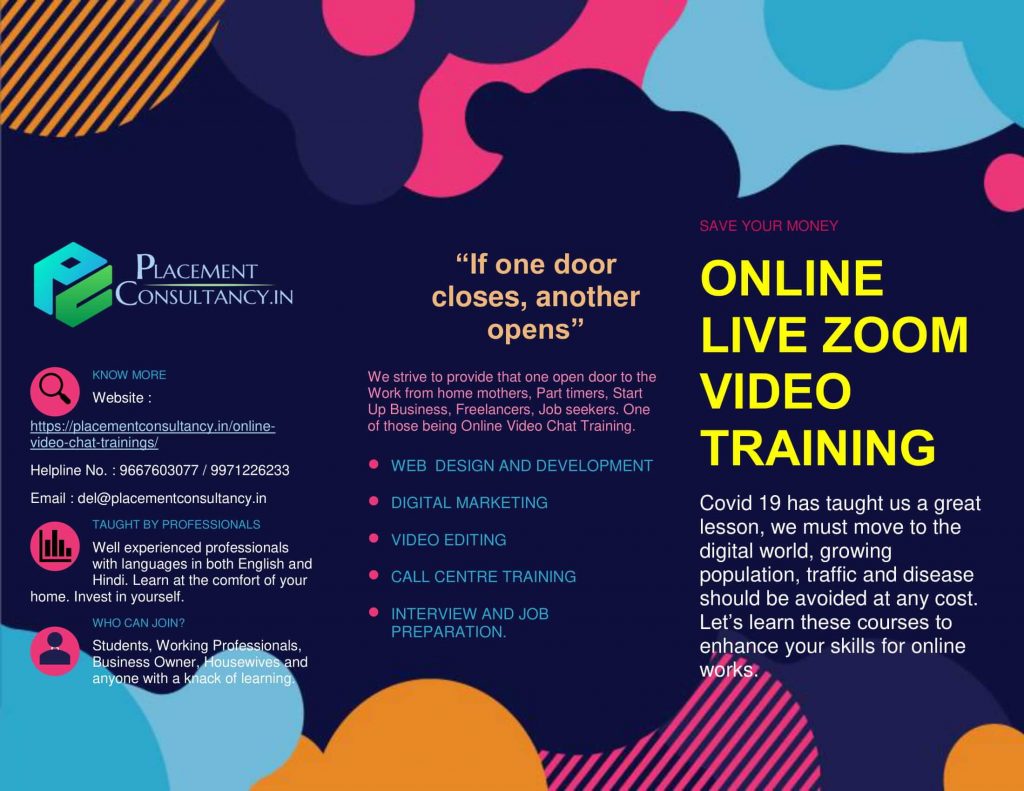 PLACEMENT
CONSULTANCY.IN
KNOW MORE
Website :
https://placementconsultancy.in/online-
video-chat-trainings/
Helpline No. : 9667603077 / 9971226233
Email : del@placementconsultancy.in
TAUGHT BY PROFESSIONALS
Well experienced professionals
with languages in both English and
Hindi. Learn at the comfort of your
home. Invest in yourself.
WHO CAN JOIN?
Students, Working Professionals,
Business Owner, Housewives and
anyone with a knack of learning.
“If one door
closes, another
opens”
We strive to provide that one open door to the
Work from home mothers, Part timers, Start
Up Business, Freelancers, Job seekers. One
of those being Online Video Chat Training.
WEB DESIGN AND DEVELOPMENT
DIGITAL MARKETING
VIDEO EDITING
CALL CENTRE TRAINING
INTERVIEW AND JOB
PREPARATION.
SAVE YOUR MONEY
ONLINE
LIVE ZOOM
VIDEO
TRAINING
Covid 19 has taught us a great
lesson, we must move to the
digital world, growing
population, traffic and disease
should be avoided at any cost.
Let’s learn these courses to
enhance your skills for online
works.